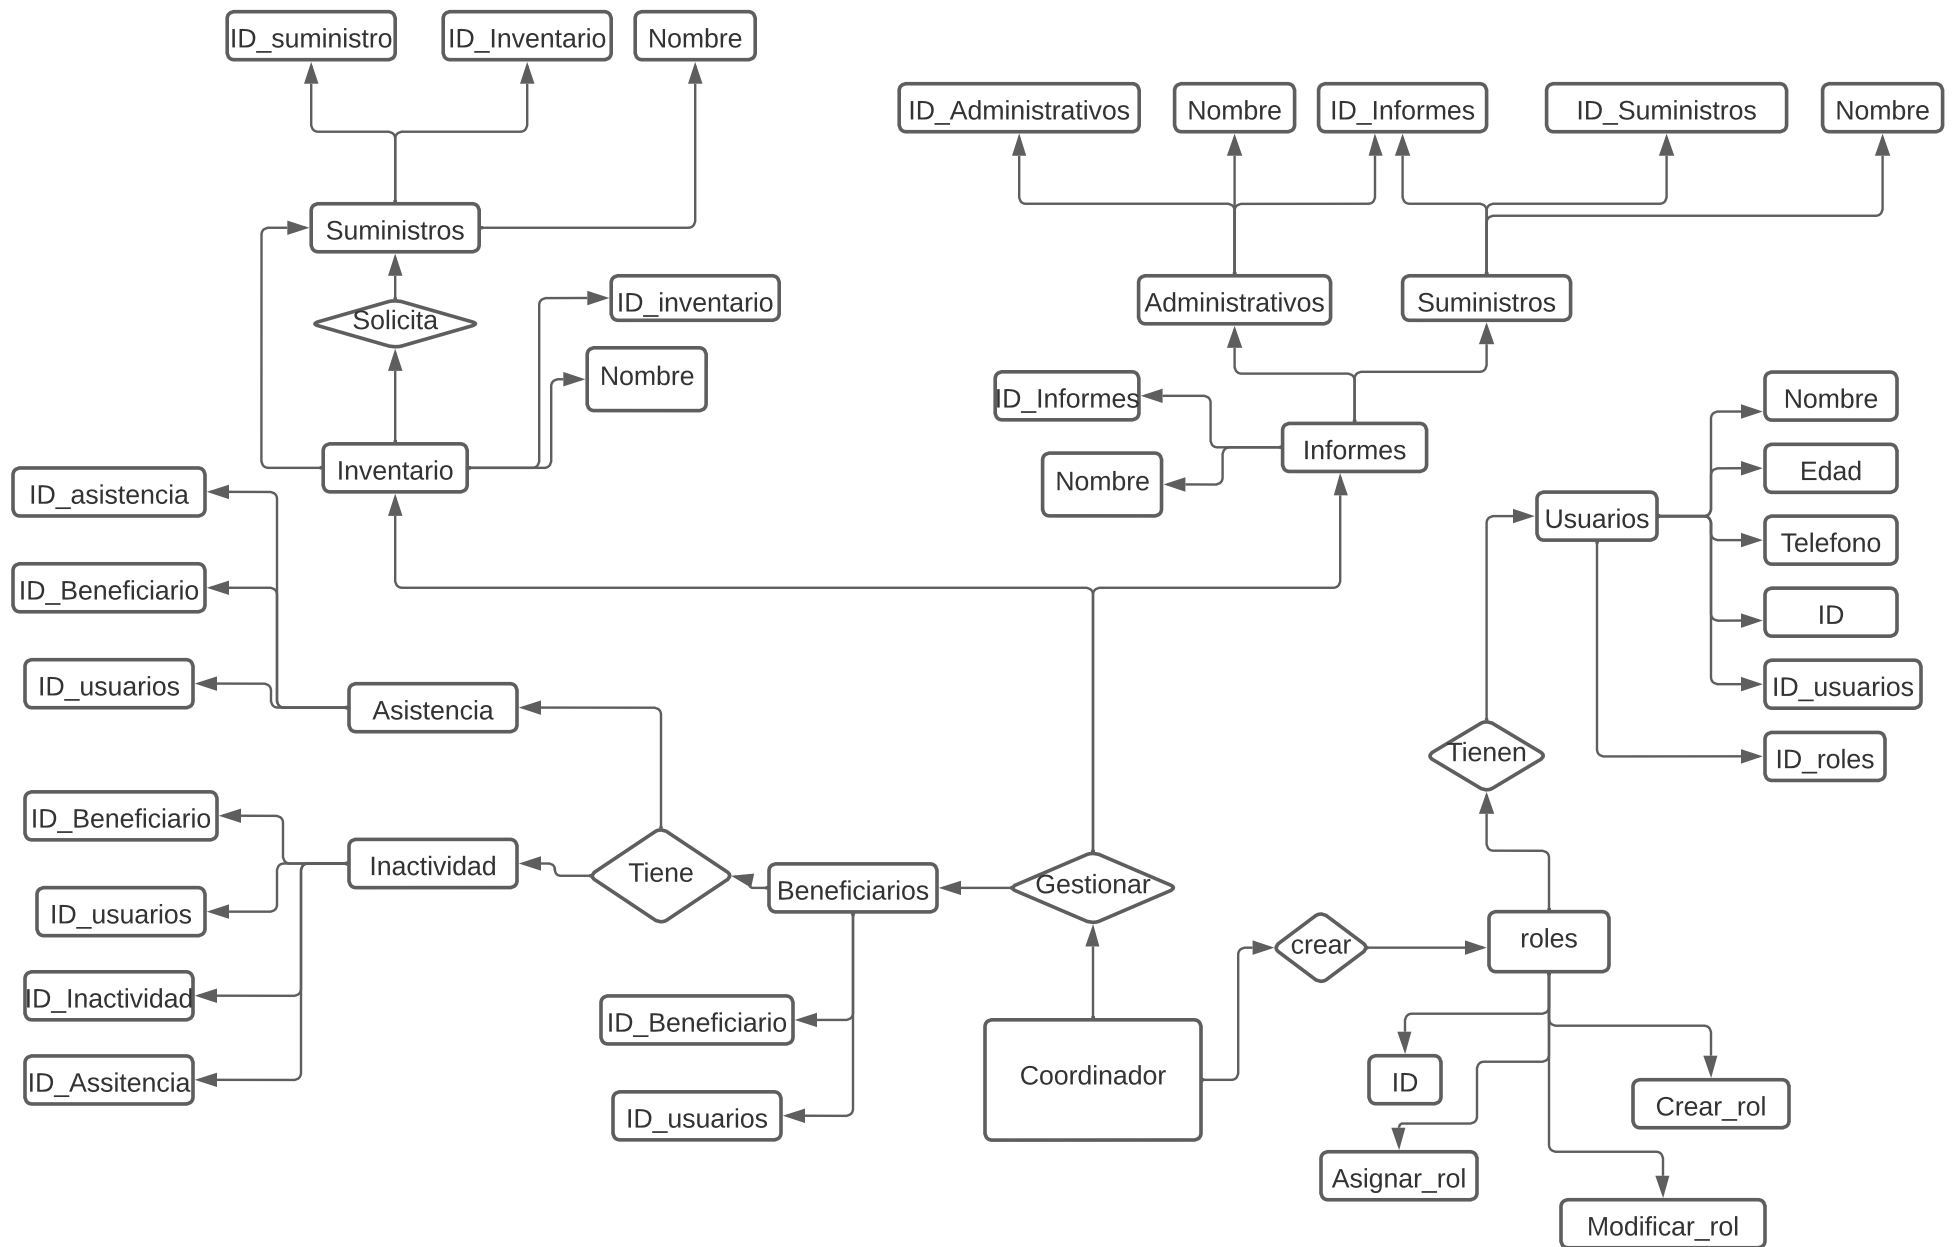 ID_suministro
ID_Inventario
Nombre
ID_Administrativos
Nombre
ID_Informes
ID_Suministros
Nombre
Suministros
Solicita
ID_inventario
Nombre
Inventario
Administrativos
Suministros
ID_Informes
Nombre
Informes
Usuarios
Nombre
Edad
Telefono
ID
ID_usuarios
ID_roles
Tienen
ID_asistencia
ID_Beneficiario
ID_usuarios
Asistencia
ID_Beneficiario
ID_usuarios
ID_Inactividad
ID_Assitencia
Inactividad
Tiene
Beneficiarios
Gestionar
ID_Beneficiario
ID_usuarios
Coordinador
crear
roles
ID
Crear_rol
Asignar_rol
Modificar_rol